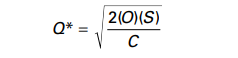 Q* = √(2(O)(S) / C)